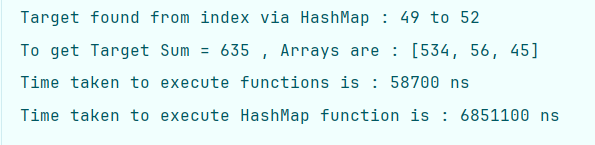 Target found from index via HashMap : 49 to 52
To get Target Sum = 635 , Arrays are : [534, 56, 45]
Time taken to execute functions is : 58700 ns
Time taken to execute HashMap function is : 6851100 ns